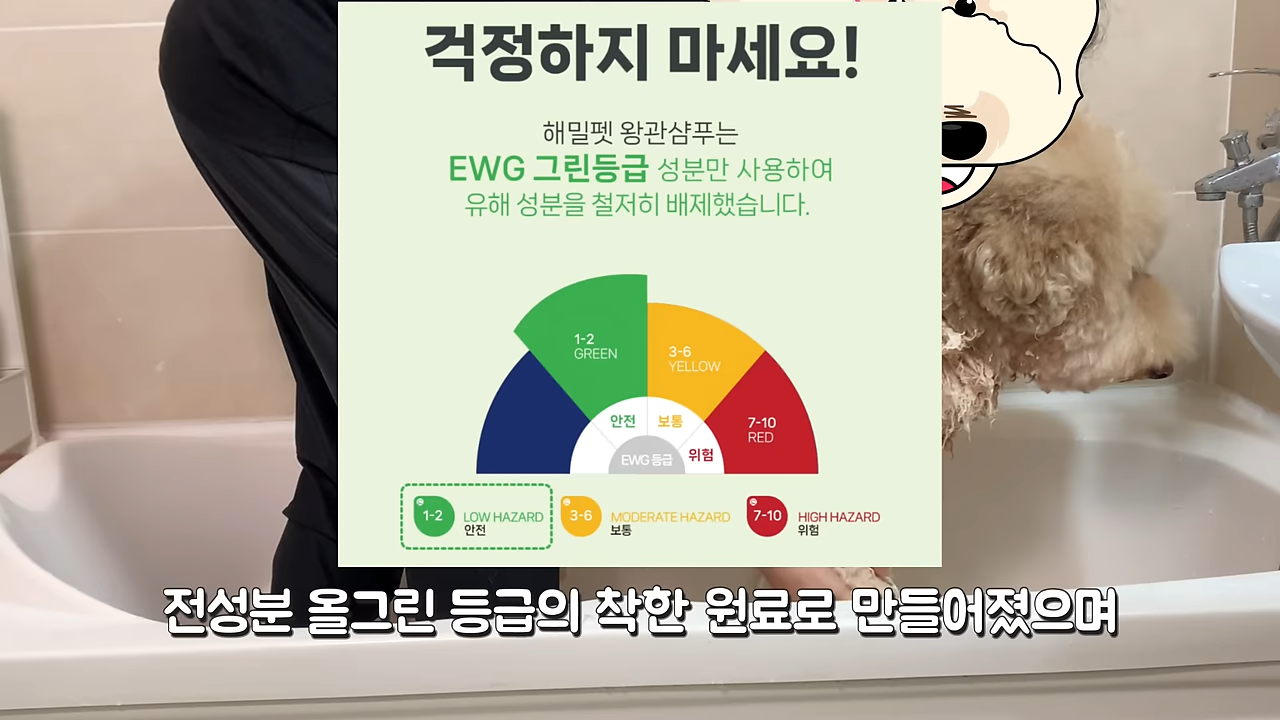 걱정하지 마세요!
해밀펫 왕관샴푸는
EWG 그린등급 성분만 사용하여
유해 성분을 철저히 배제했습니다.
1-2
GREEN
3-6
YELLOW
7-10
RED
안전
보통
위험
EWG 등급
1-2
LOW HAZARD
안전
3-6
MODERATE HAZARD
보통
7-10
HIGH HAZARD
위험
전성분 올그린 등급의 착한 원료로 만들어졌으며